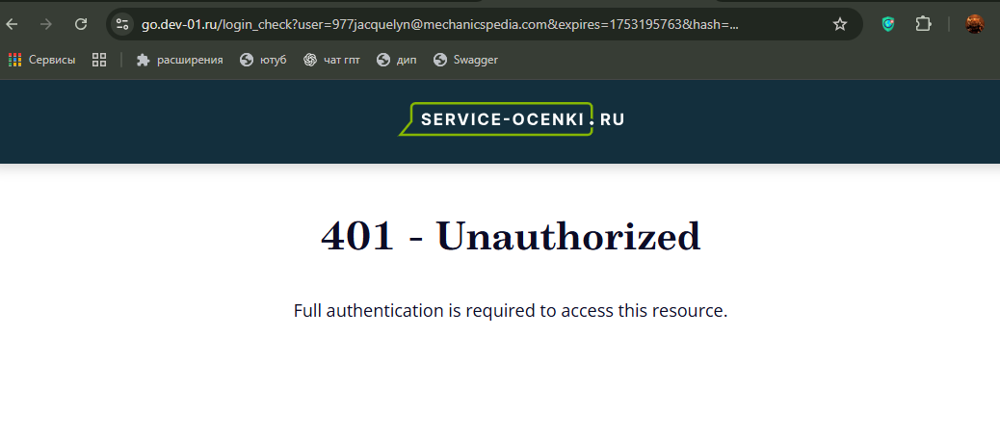 go.dev-01.ru/login_check?user=977jacquelyn@mechanicspedia.com&expires=1753195763&hash=...
Сервисы расширения ютуб чат гпт дип Swagger
SERVICE-OCENKI.RU
401 - Unauthorized
Full authentication is required to access this resource.